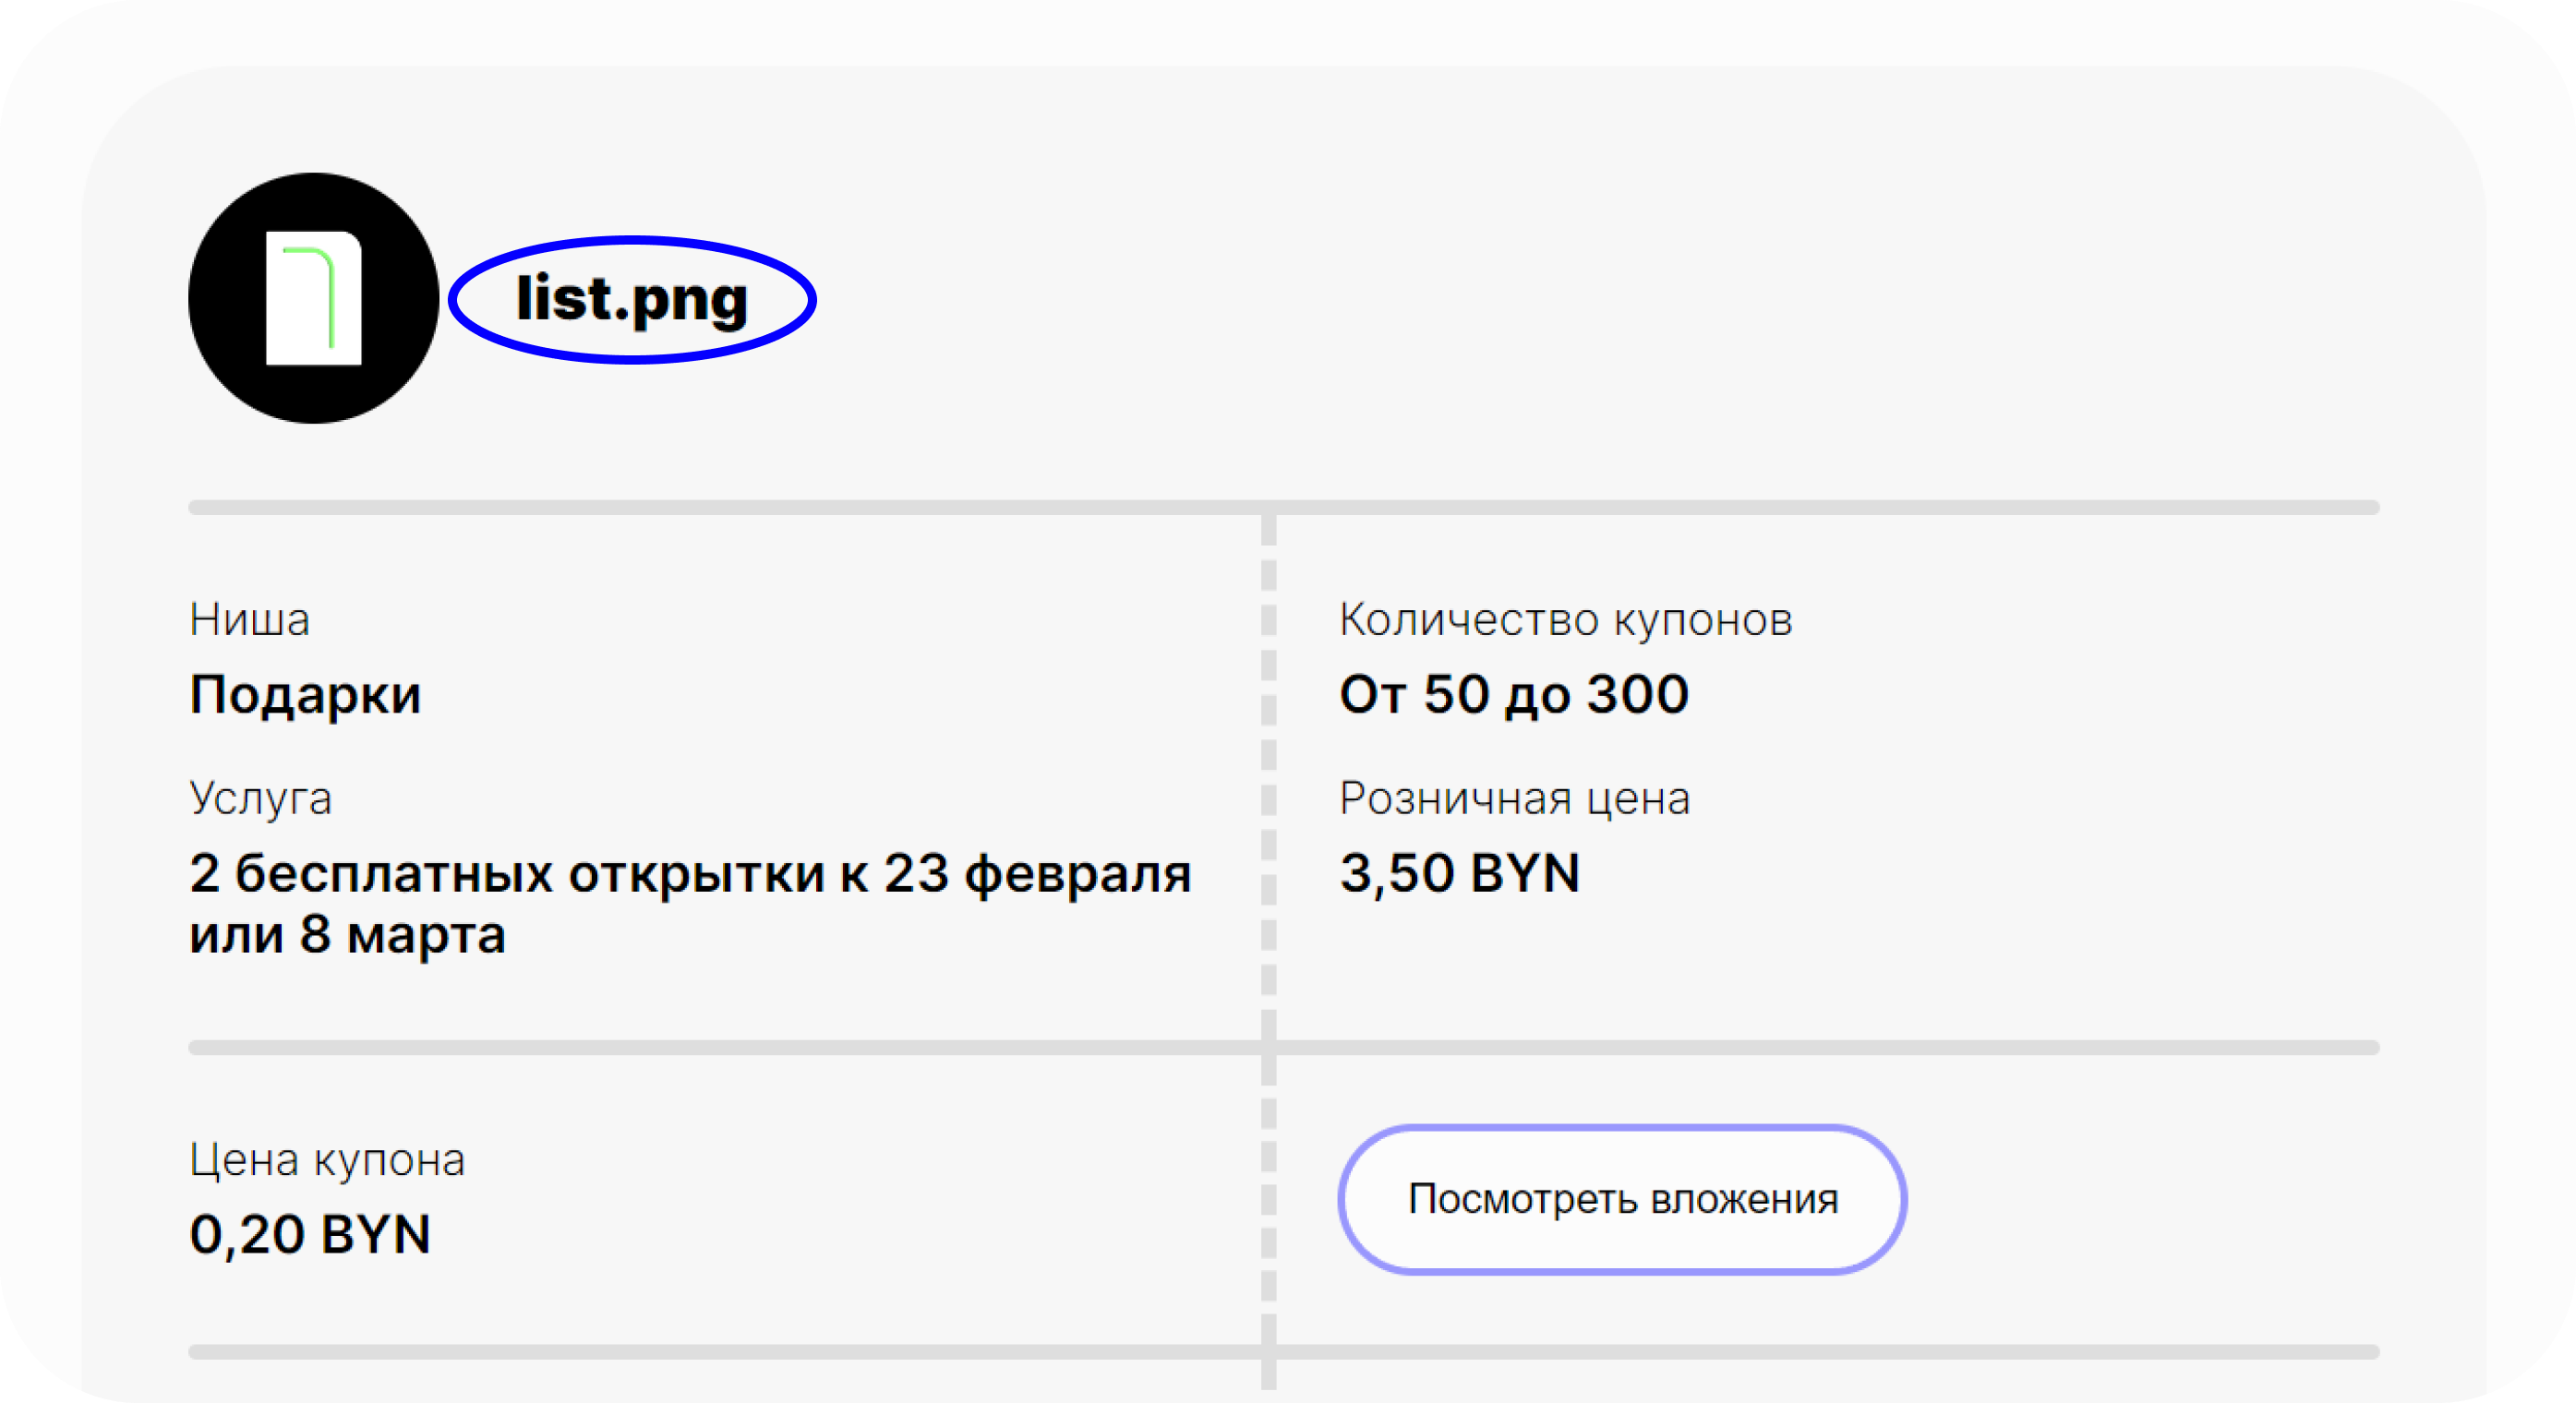 list.png
Ниша
Подарки
Услуга
2 бесплатных открытки к 23 февраля
или 8 марта
Количество купонов
От 50 до 300
Розничная цена
3,50 BYN
Цена купона
0,20 BYN
Посмотреть вложения